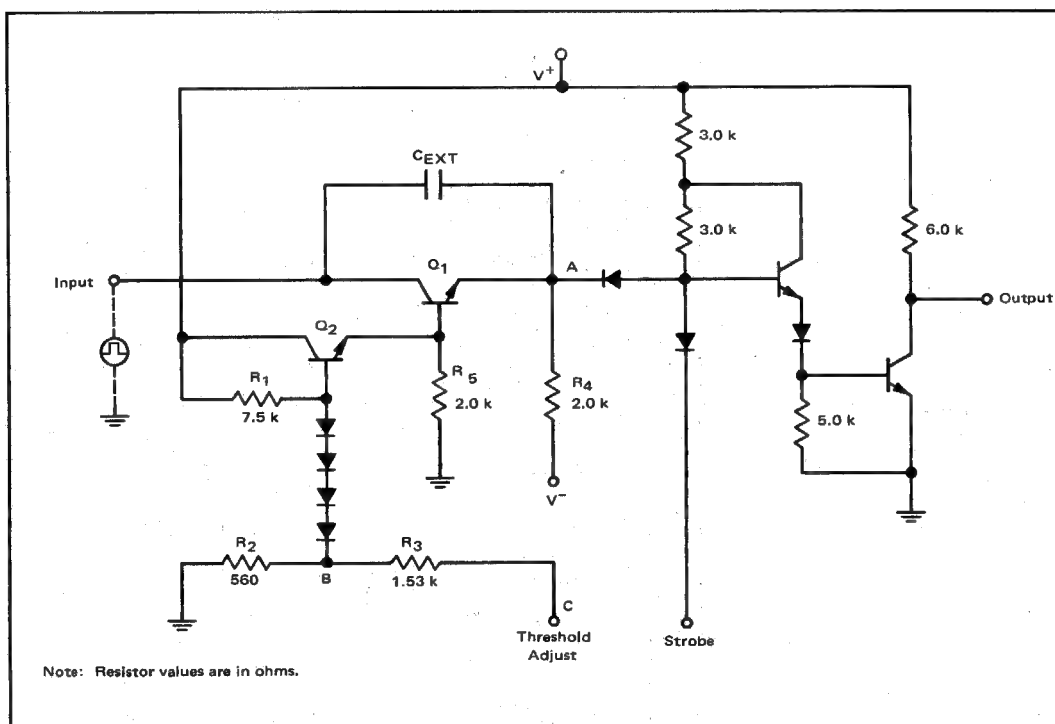 V+
3.0 k
CEXT
3.0 k
6.0 k
Input
Q1
A
Output
Q2
R1
7.5 k
R5
2.0 k
R4
2.0 k
5.0 k
V-
R2
560
B
R3
1.53 k
C
Threshold
Adjust
Strobe
Note: Resistor values are in ohms.